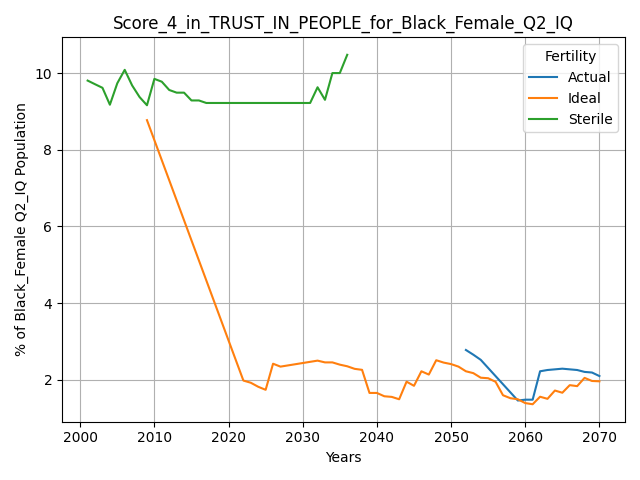 Score_4_in_TRUST_IN_PEOPLE_for_Black_Female_Q2_IQ
Fertility
Actual
Ideal
Sterile
% of Black_Female Q2_IQ Population
10
8
6
4
2
2000 2010 2020 2030 2040 2050 2060 2070
Years